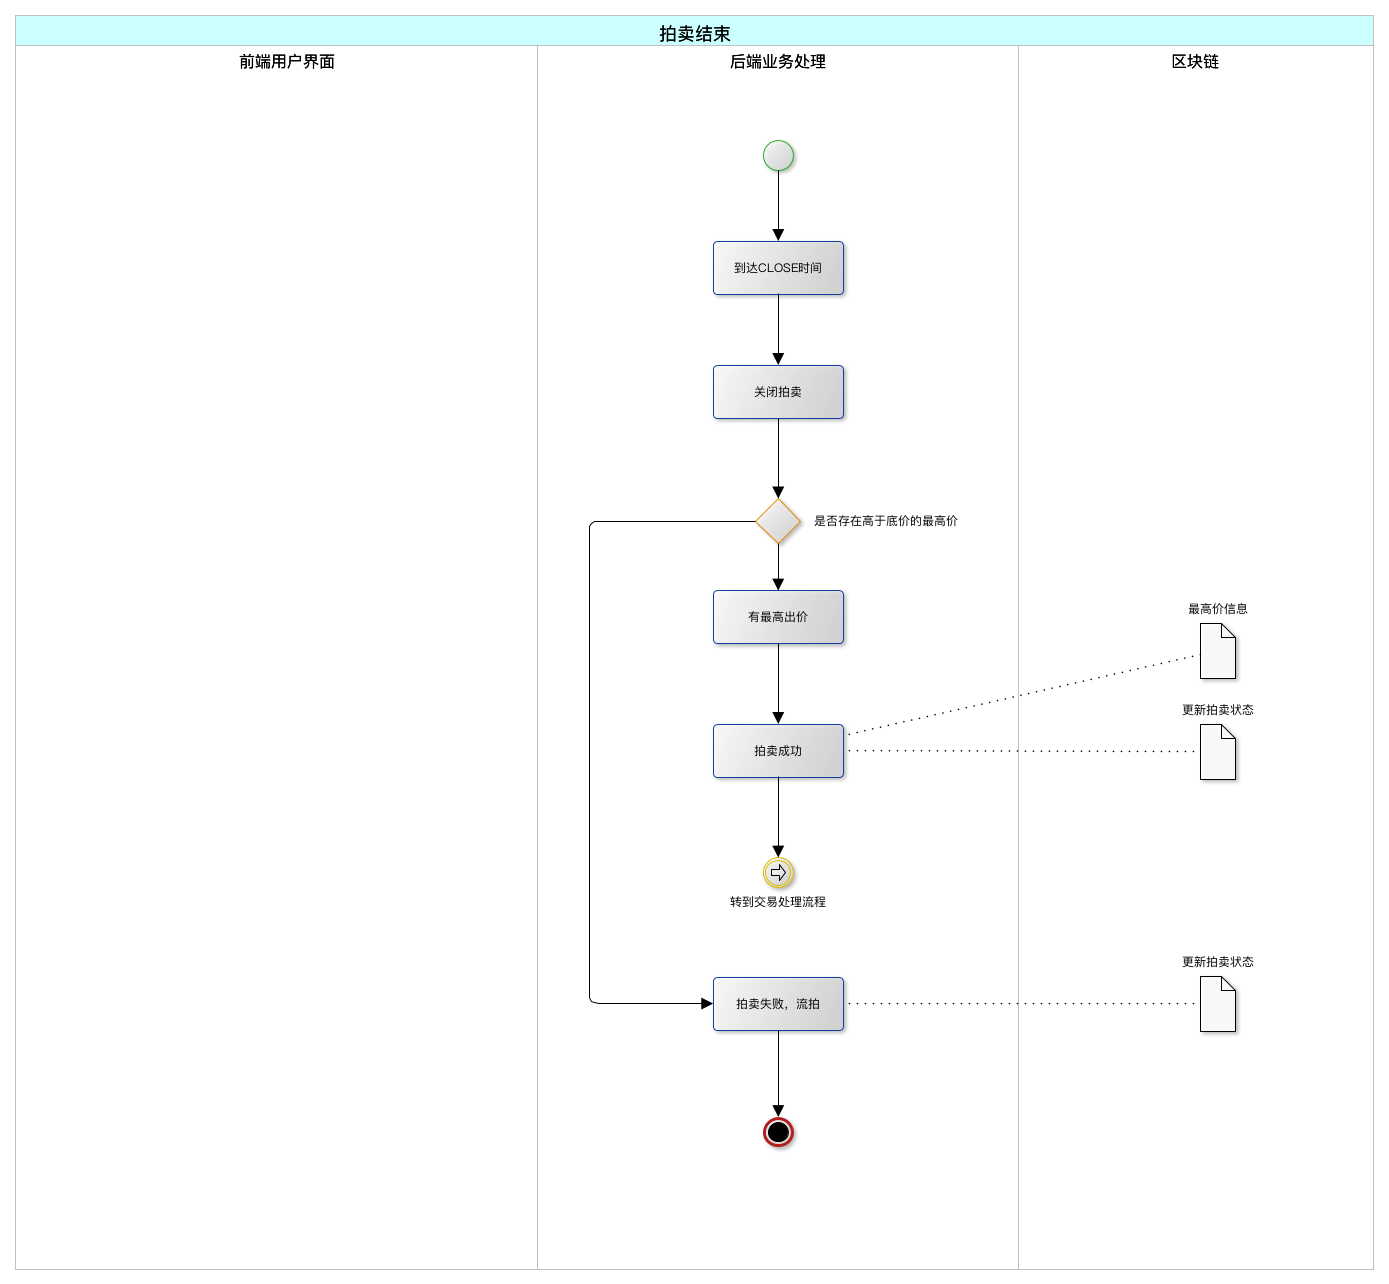 拍卖结束
前端用户界面
后端业务处理
区块链
到达CLOSE时间
关闭拍卖
是否存在高于底价的最高价
有最高出价
最高价信息
更新拍卖状态
拍卖成功
转到交易处理流程
更新拍卖状态
拍卖失败，流拍